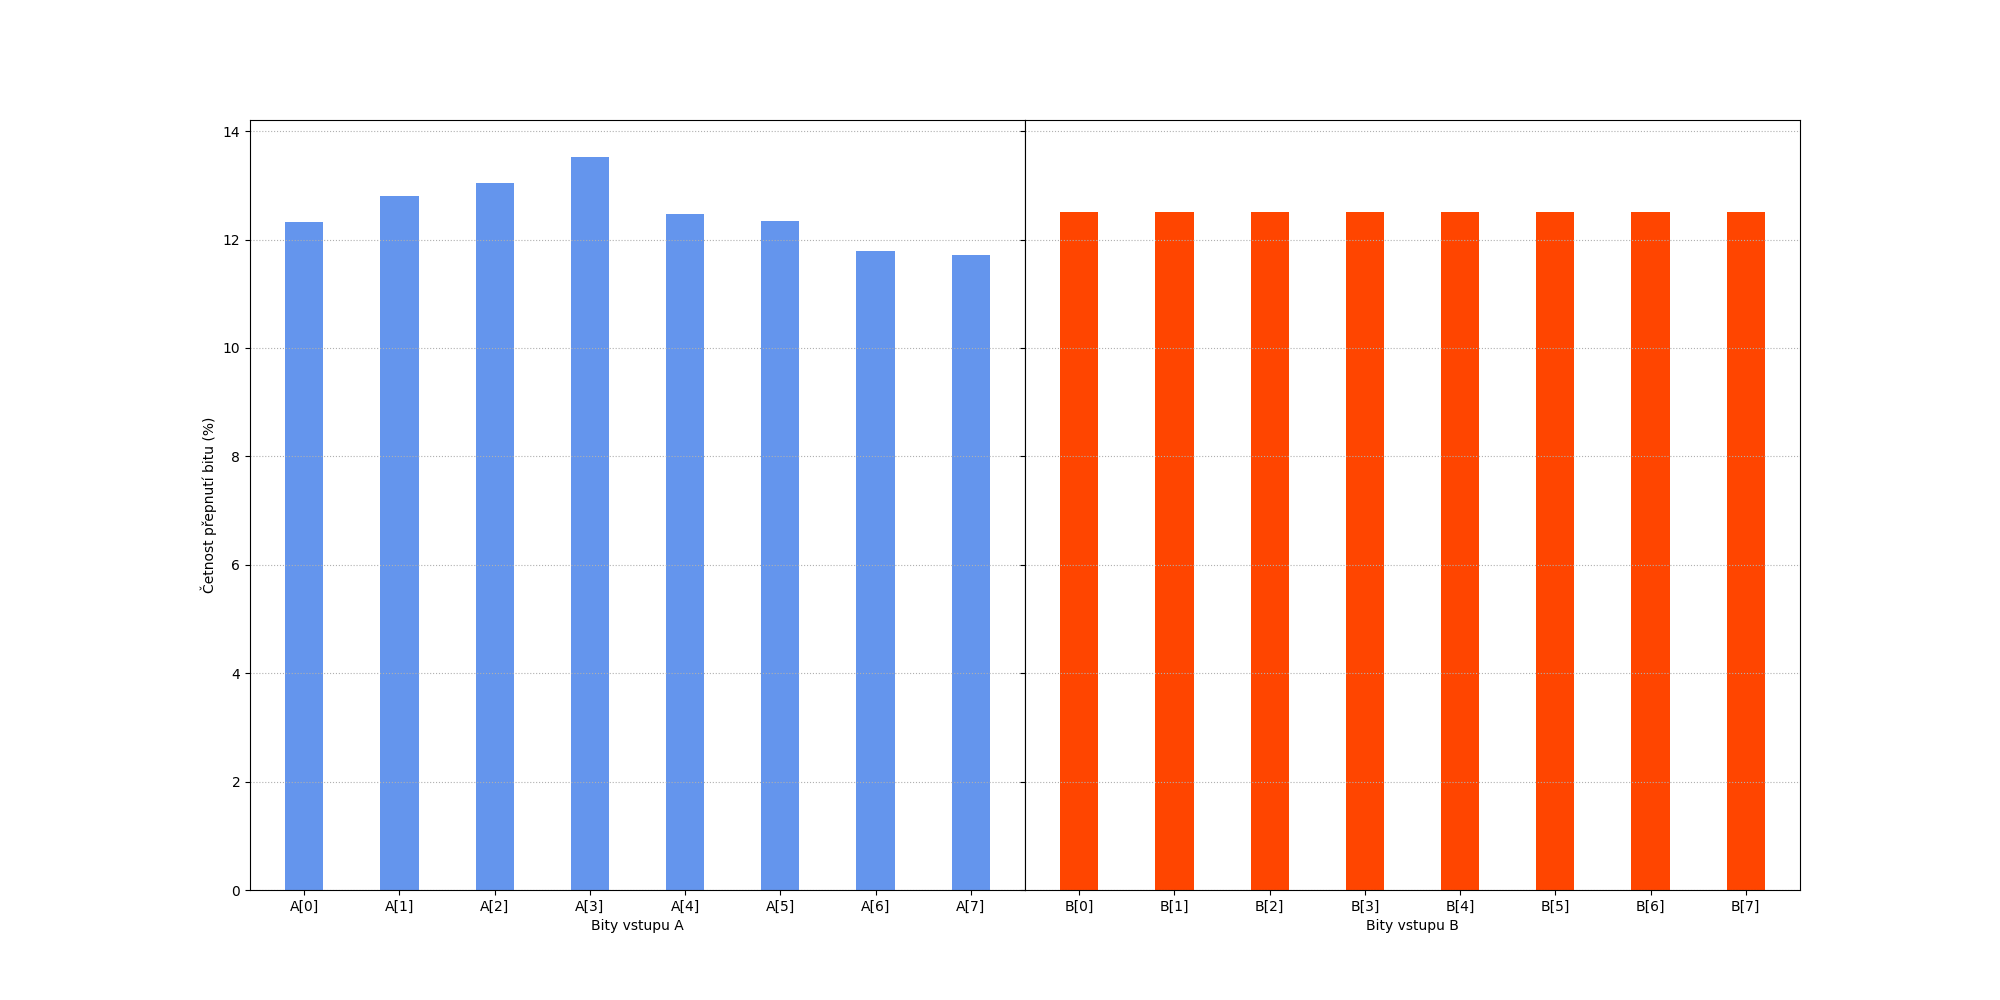 14
12
10
8
6
4
2
0
Četnost přepnutí bitu (%)
A[0] A[1] A[2] A[3] A[4] A[5] A[6] A[7]
Bity vstupu A
B[0] B[1] B[2] B[3] B[4] B[5] B[6] B[7]
Bity vstupu B